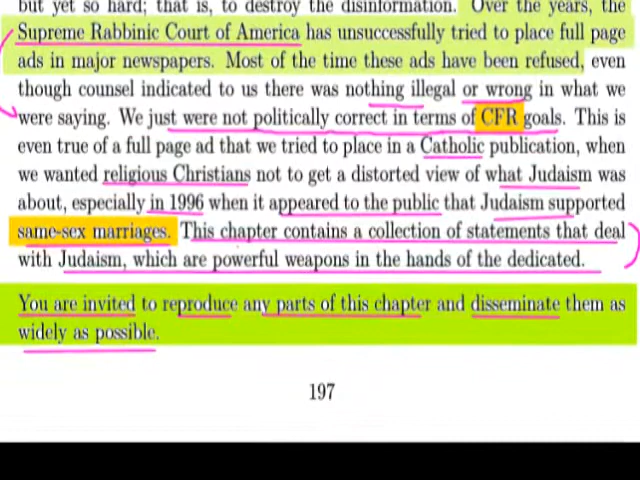 but yet so hard; that is, to destroy the disinformation. Over the years, the
Supreme Rabbinic Court of America has unsuccessfully tried to place full page
ads in major newspapers. Most of the time these ads have been refused, even
though counsel indicated to us there was nothing illegal or wrong in what we
were saying. We just were not politically correct in terms of CFR goals. This is
even true of a full page ad that we tried to place in a Catholic publication, when
we wanted religious Christians not to get a distorted view of what Judaism was
about, especially in 1996 when it appeared to the public that Judaism supported
same-sex marriages. This chapter contains a collection of statements that deal
with Judaism, which are powerful weapons in the hands of the dedicated.
You are invited to reproduce any parts of this chapter and disseminate them as
widely as possible.
197